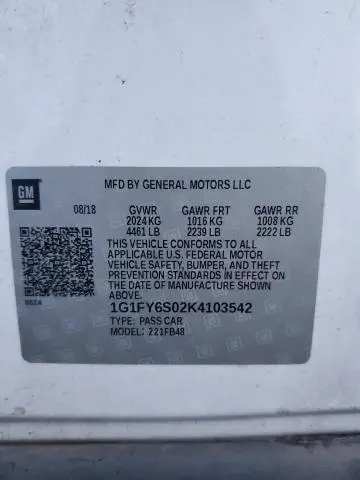 GM
MFD BY GENERAL MOTORS LLC
08/18 GVWR GAWR FRT GAWR RR
2024 KG 1016 KG 1008 KG
4461 LB 2239 LB 2222 LB
THIS VEHICLE CONFORMS TO ALL
APPLICABLE U.S. FEDERAL MOTOR
VEHICLE SAFETY, BUMPER, AND THEFT
PREVENTION STANDARDS IN EFFECT ON
THE DATE OF MANUFACTURE SHOWN
ABOVE.
1G1FY6S02K4103542
TYPE: PASS CAR
MODEL: 221FB48